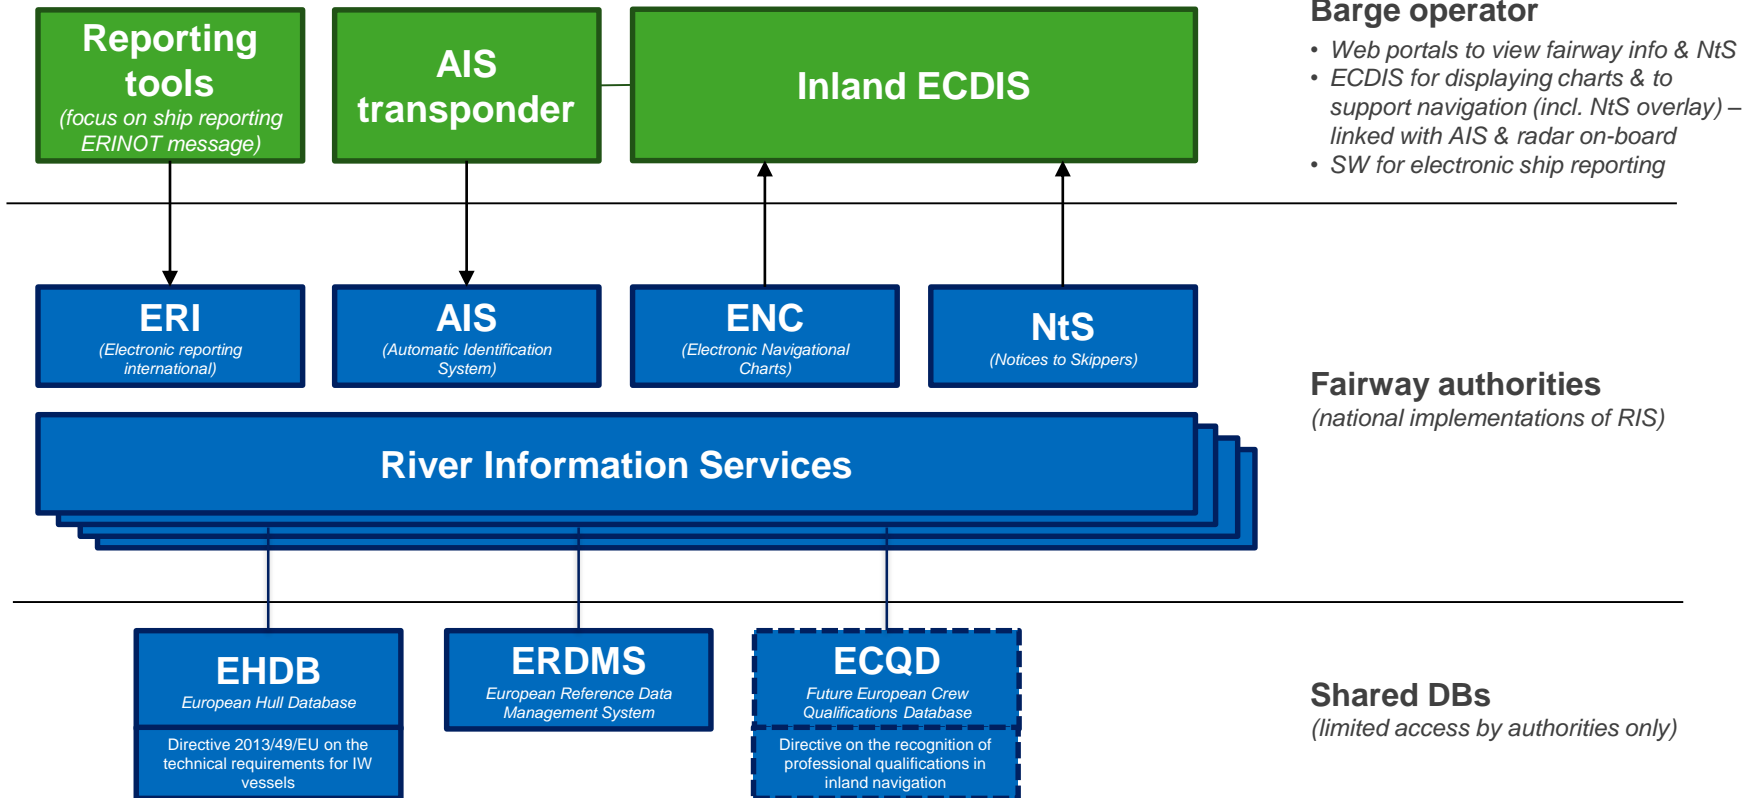 Reporting
tools
(focus on ship reporting
ERINOT message)
AIS
transponder
Inland ECDIS
Barge operator
• Web portals to view fairway info & NtS
• ECDIS for displaying charts & to
support navigation (incl. NtS overlay) –
linked with AIS & radar on-board
• SW for electronic ship reporting
ERI
(Electronic reporting
international)
AIS
(Automatic Identification
System)
ENC
(Electronic Navigational
Charts)
NtS
(Notices to Skippers)
Fairway authorities
(national implementations of RIS)
River Information Services
EHDB
European Hull Database
Directive 2013/49/EU on the
technical requirements for IW
vessels
ERDMS
European Reference Data
Management System
ECQD
Future European Crew
Qualifications Database
Directive on the recognition of
professional qualifications in
inland navigation
Shared DBs
(limited access by authorities only)